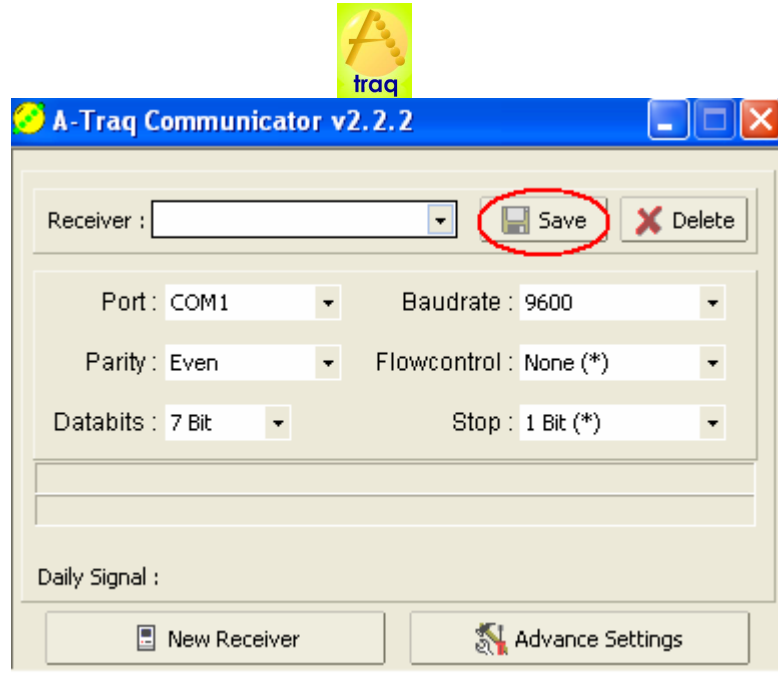 traq
A-Traq Communicator v2.2.2
Receiver : Save Delete
Port : COM1 Baudrate : 9600
Parity : Even Flowcontrol : None (*)
Databits : 7 Bit Stop : 1 Bit (*)
Daily Signal :
New Receiver Advance Settings